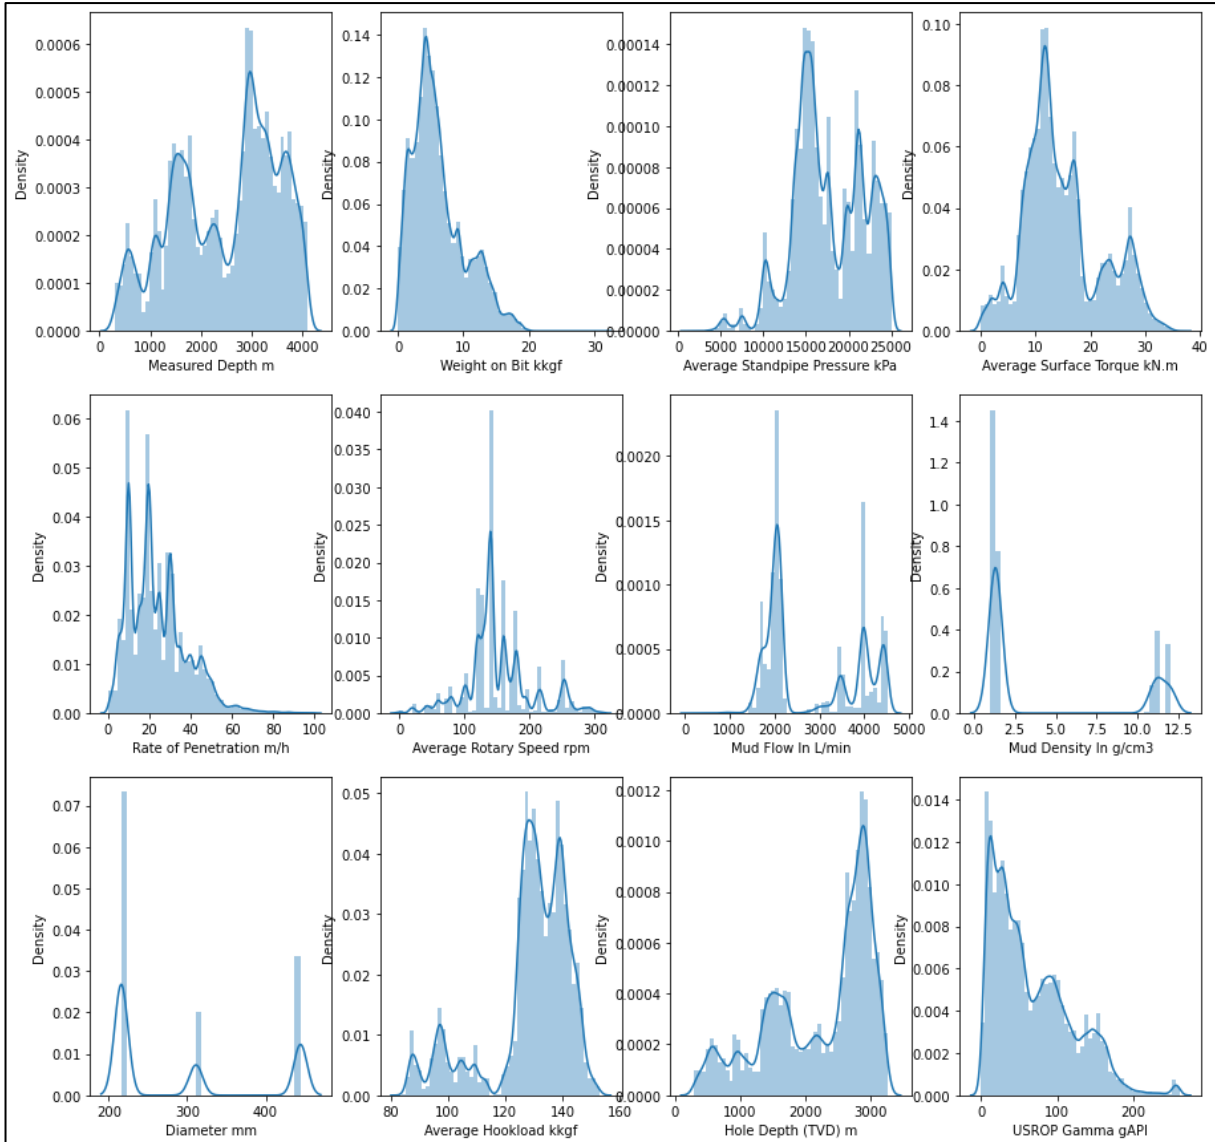 0.0006
0.0005
0.0004
0.0003
0.0002
0.0001
0.0000
Density
0 1000 2000 3000 4000
Measured Depth m
0.14
0.12
0.10
0.08
0.06
0.04
0.02
0.00
Density
0 10 20 30
Weight on Bit kkgf
0.00014
0.00012
0.00010
0.00008
0.00006
0.00004
0.00002
0.00000
Density
0 5000 10000 15000 20000 25000
Average Standpipe Pressure kPa
0.10
0.08
0.06
0.04
0.02
0.00
Density
0 10 20 30 40
Average Surface Torque kN.m
0.06
0.05
0.04
0.03
0.02
0.01
0.00
Density
0 20 40 60 80 100
Rate of Penetration m/h
0.040
0.035
0.030
0.025
0.020
0.015
0.010
0.005
0.000
Density
0 100 200 300
Average Rotary Speed rpm
0.0020
0.0015
0.0010
0.0005
0.0000
Density
0 1000 2000 3000 4000 5000
Mud Flow In L/min
1.4
1.2
1.0
0.8
0.6
0.4
0.2
0.0
Density
0.0 2.5 5.0 7.5 10.0 12.5
Mud Density In g/cm3
0.07
0.06
0.05
0.04
0.03
0.02
0.01
0.00
Density
200 300 400
Diameter mm
0.05
0.04
0.03
0.02
0.01
0.00
Density
80 100 120 140 160
Average Hookload kkgf
0.0012
0.0010
0.0008
0.0006
0.0004
0.0002
0.0000
Density
0 1000 2000 3000
Hole Depth (TVD) m
0.014
0.012
0.010
0.008
0.006
0.004
0.002
0.000
Density
0 100 200
USROP Gamma gAPI